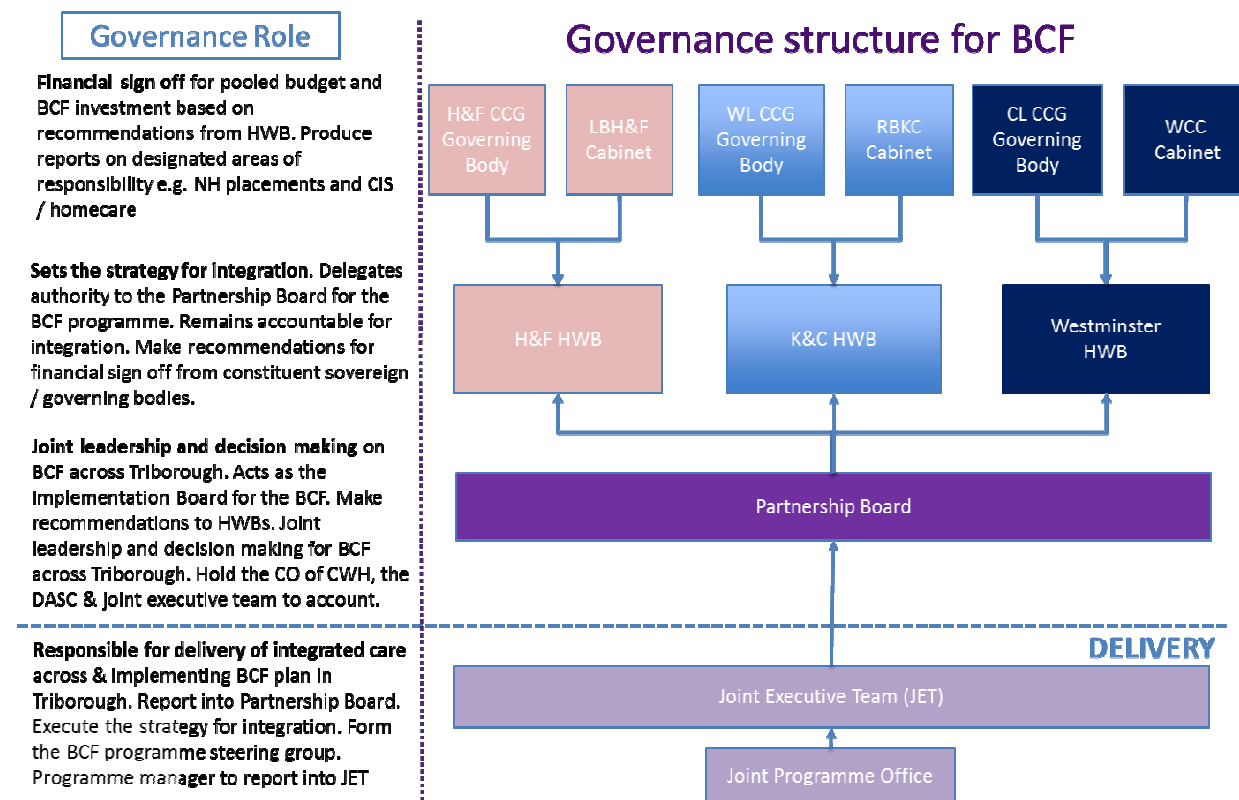 Governance Role
Governance structure for BCF
Financial sign off for pooled budget and
BCF investment based on
recommendations from HWB. Produce
reports on designated areas of
responsibility e.g. NH placements and CIS
/ homecare
H&F CCG
Governing
Body
LBH&F
Cabinet
WL CCG
Governing
Body
RBKC
Cabinet
CL CCG
Governing
Body
WCC
Cabinet
Sets the strategy for integration. Delegates
authority to the Partnership Board for the
BCF programme. Remains accountable for
integration. Make recommendations for
financial sign off from constituent sovereign
/ governing bodies.
H&F HWB
K&C HWB
Westminster
HWB
Joint leadership and decision making on
BCF across Triborough. Acts as the
Implementation Board for the BCF. Make
recommendations to HWBs. Joint
leadership and decision making for BCF
across Triborough. Hold the CO of CWH, the
DASC & joint executive team to account.
Partnership Board
DELIVERY
Responsible for delivery of integrated care
across & implementing BCF plan in
Triborough. Report into Partnership Board.
Execute the strategy for integration. Form
the BCF programme steering group.
Programme manager to report into JET
Joint Executive Team (JET)
Joint Programme Office